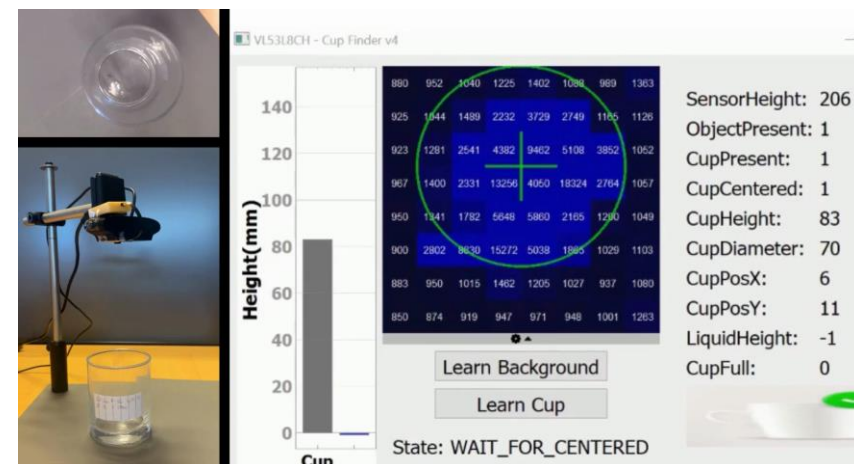 VL53L8CH - Cup Finder v4
140
120
100
80
60
40
20
0
Height(mm)
Cup
880 952 1040 1225 1402 1088 989 1363
925 1044 1489 2232 3729 2749 1165 1126
923 1281 2541 4382 9462 5108 3852 1052
967 1400 2331 13256 4050 18324 2764 1057
950 1341 1782 5648 5860 2165 1200 1049
900 2802 8630 15272 5038 1865 1029 1103
883 950 1015 1462 1205 1027 937 1080
850 874 919 947 971 948 1001 1263
Learn Background
Learn Cup
State: WAIT_FOR_CENTERED
SensorHeight: 206
ObjectPresent: 1
CupPresent: 1
CupCentered: 1
CupHeight: 83
CupDiameter: 70
CupPosX: 6
CupPosY: 11
LiquidHeight: -1
CupFull: 0